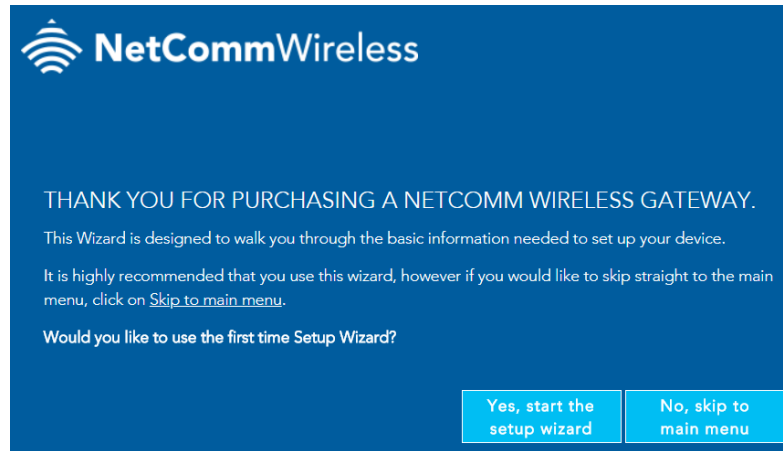 NetCommWireless
THANK YOU FOR PURCHASING A NETCOMM WIRELESS GATEWAY.
This Wizard is designed to walk you through the basic information needed to set up your device.
It is highly recommended that you use this wizard, however if you would like to skip straight to the main
menu, click on Skip to main menu.
Would you like to use the first time Setup Wizard?
Yes, start the
setup wizard
No, skip to
main menu